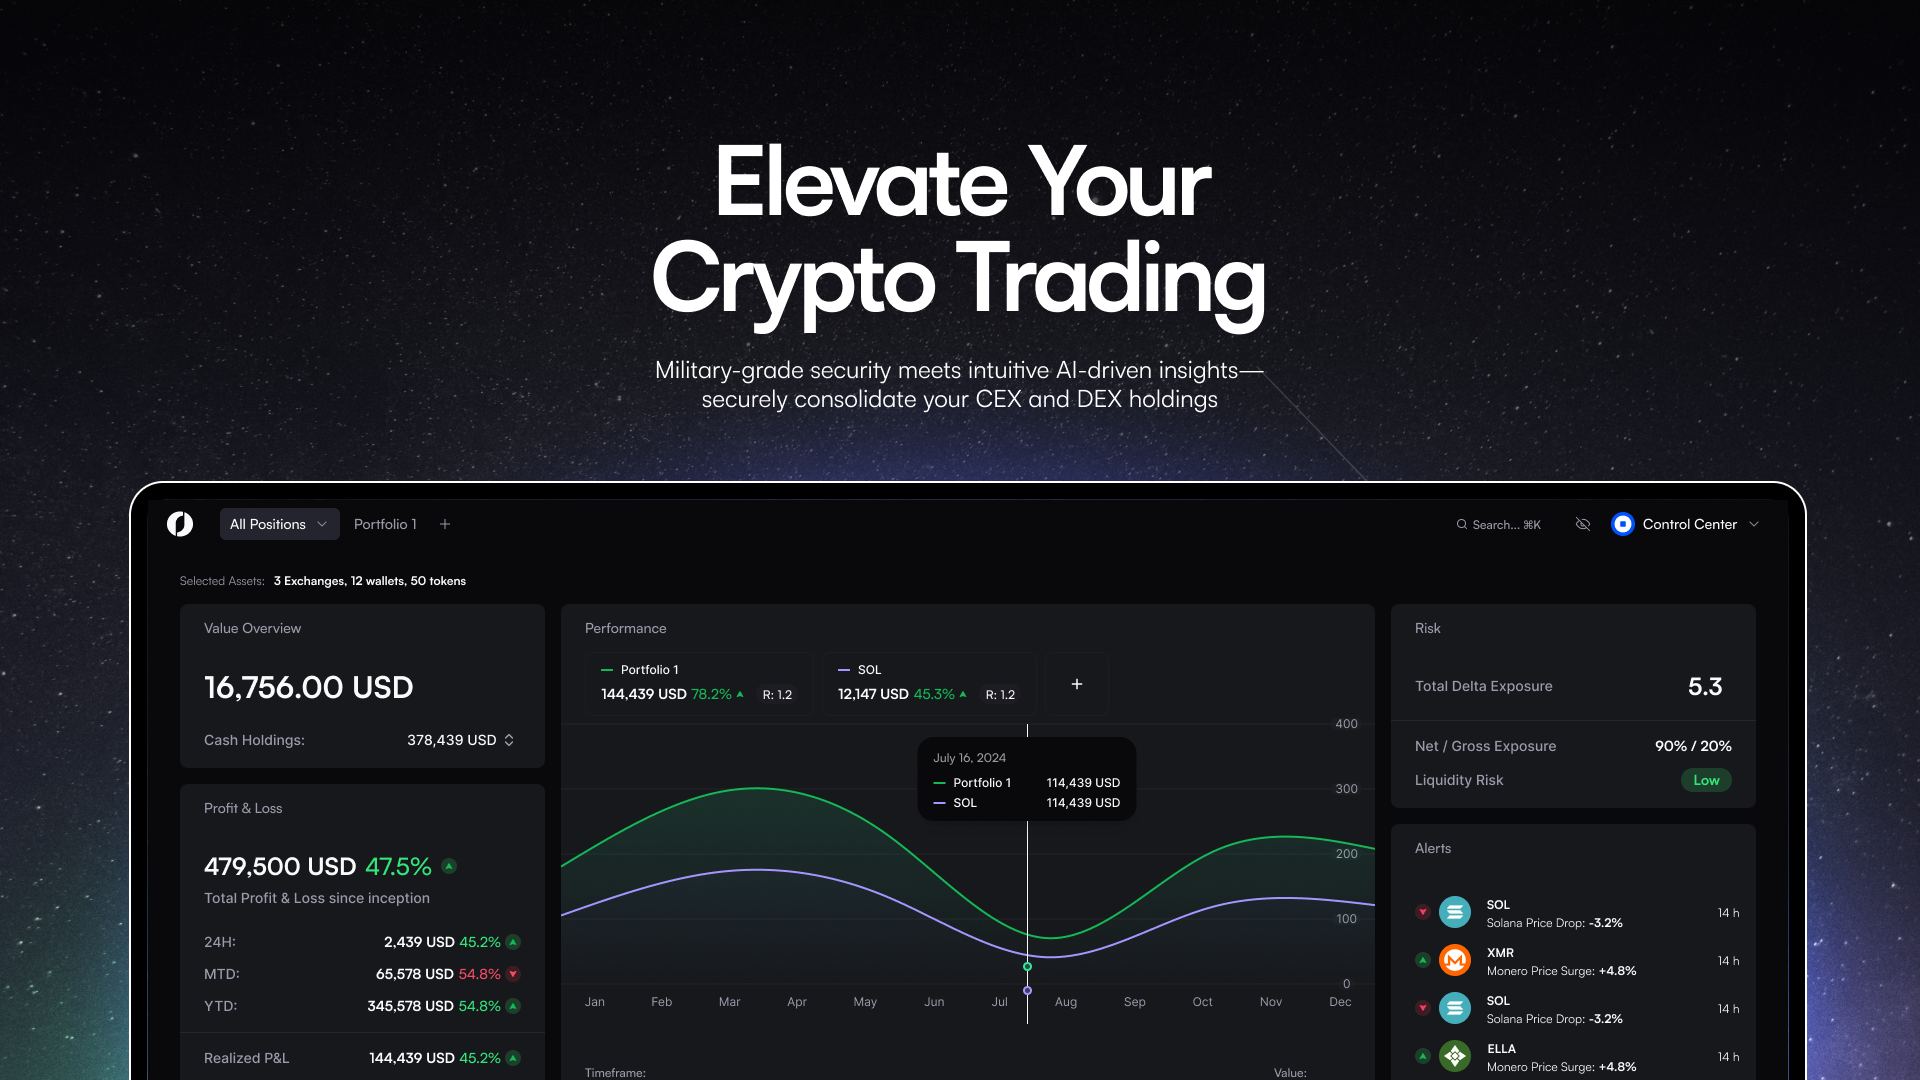 Elevate Your
Crypto Trading
Military-grade security meets intuitive AI-driven insights—
securely consolidate your CEX and DEX holdings
All Positions
Portfolio 1
+
Search... ⌘K
Control Center
Selected Assets: 3 Exchanges, 12 wallets, 50 tokens
Value Overview
16,756.00 USD
Cash Holdings: 378,439 USD
Profit & Loss
479,500 USD 47.5%
Total Profit & Loss since inception
24H: 2,439 USD 45.2%
MTD: 65,578 USD 54.8%
YTD: 345,578 USD 54.8%
Realized P&L 144,439 USD 45.2%
Performance
Portfolio 1
144,439 USD 78.2% R: 1.2
SOL
12,147 USD 45.3% R: 1.2
+
400
300
200
100
0
July 16, 2024
Portfolio 1 114,439 USD
SOL 114,439 USD
Jan Feb Mar Apr May Jun Jul Aug Sep Oct Nov Dec
Timeframe: Value:
Risk
Total Delta Exposure 5.3
Net / Gross Exposure 90% / 20%
Liquidity Risk Low
Alerts
SOL
Solana Price Drop: -3.2% 14 h
XMR
Monero Price Surge: +4.8% 14 h
SOL
Solana Price Drop: -3.2% 14 h
ELLA
Monero Price Surge: +4.8% 14 h